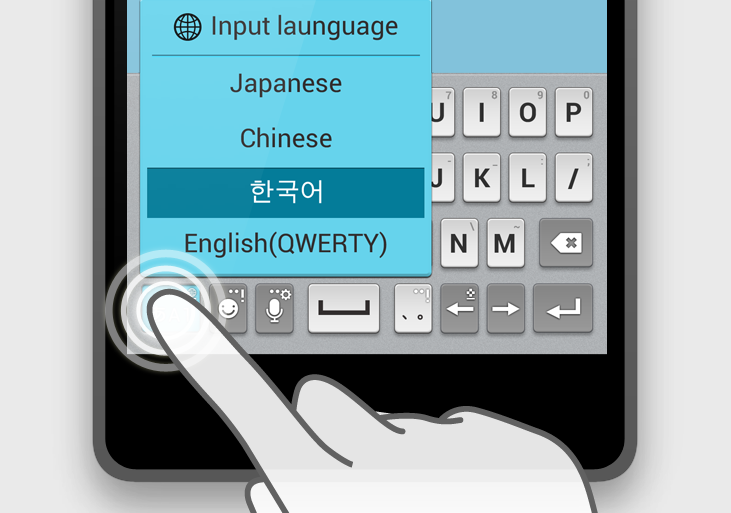 Input launguage
Japanese
Chinese
한국어
English(QWERTY)
7 8 9 0
U I O P
- _ : ;
J K L /
\ ~
N M
!
!
、。